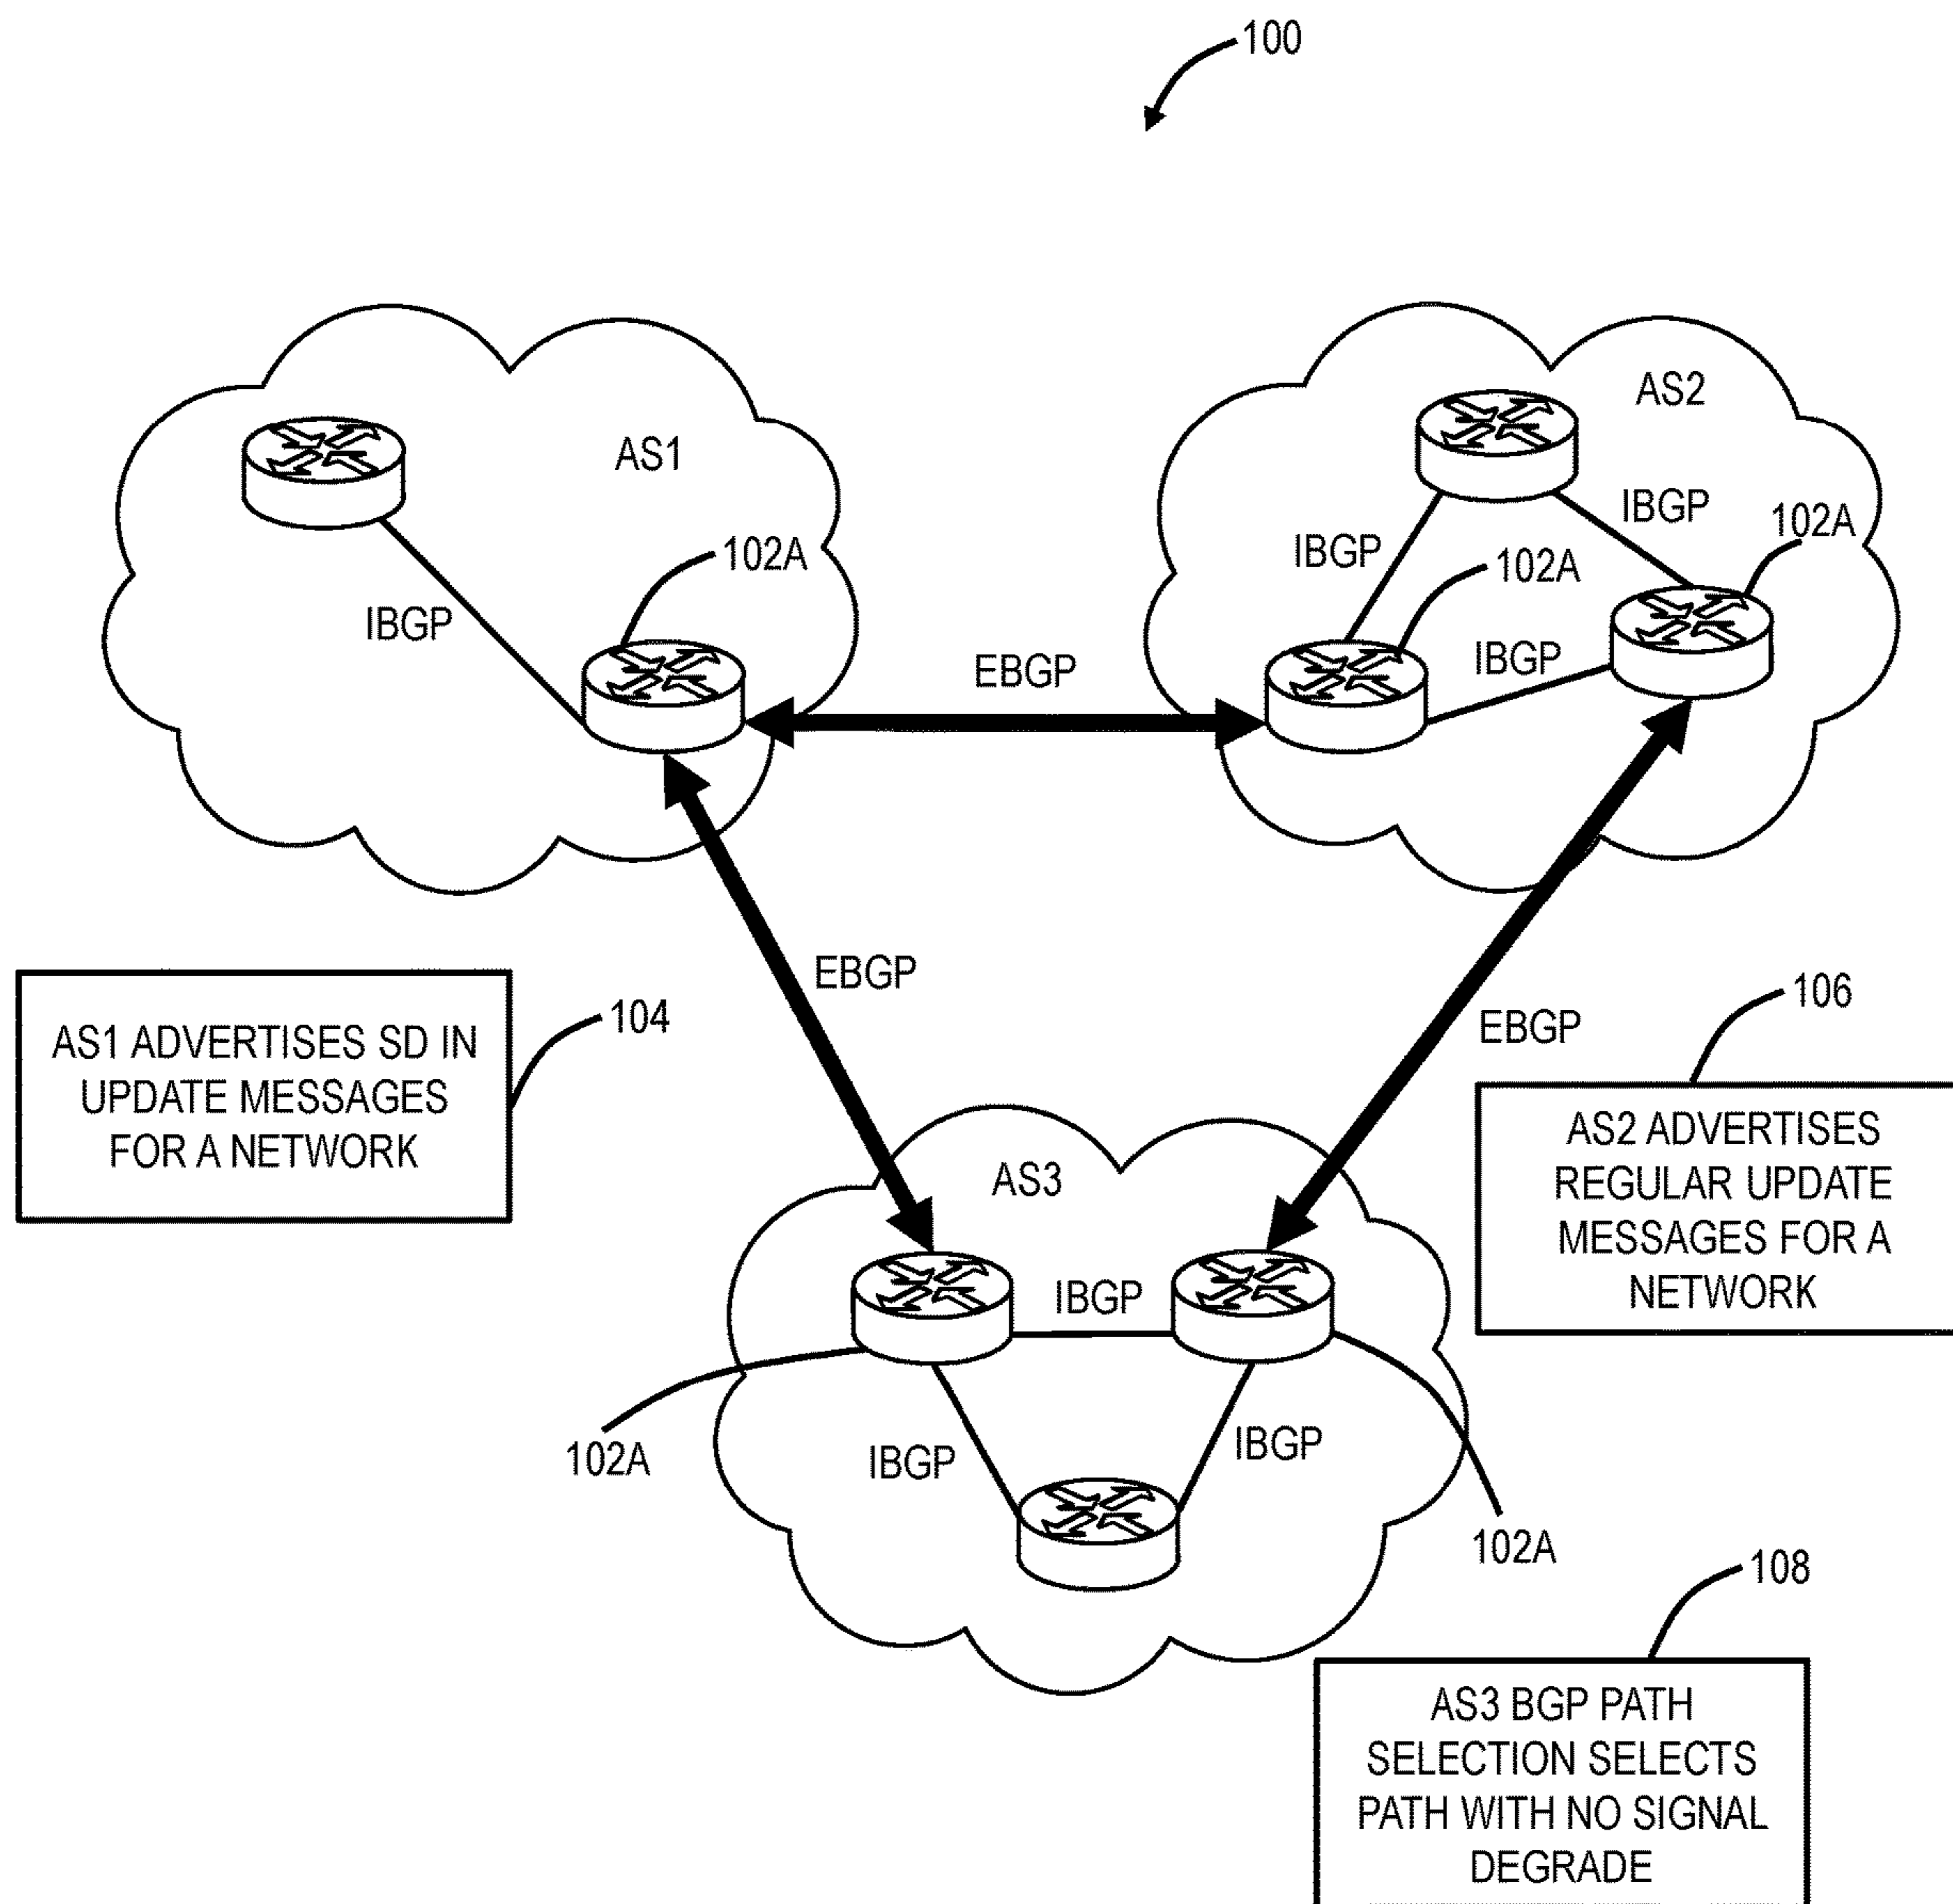 100
AS1
AS2
IBGP
102A
IBGP
IBGP
102A
102A
IBGP
EBGP
IBGP
EBGP
EBGP
AS1 ADVERTISES SD IN
UPDATE MESSAGES
FOR A NETWORK
104
106
AS2 ADVERTISES
REGULAR UPDATE
MESSAGES FOR A
NETWORK
AS3
IBGP
102A
IBGP
IBGP
102A
108
AS3 BGP PATH
SELECTION SELECTS
PATH WITH NO SIGNAL
DEGRADE